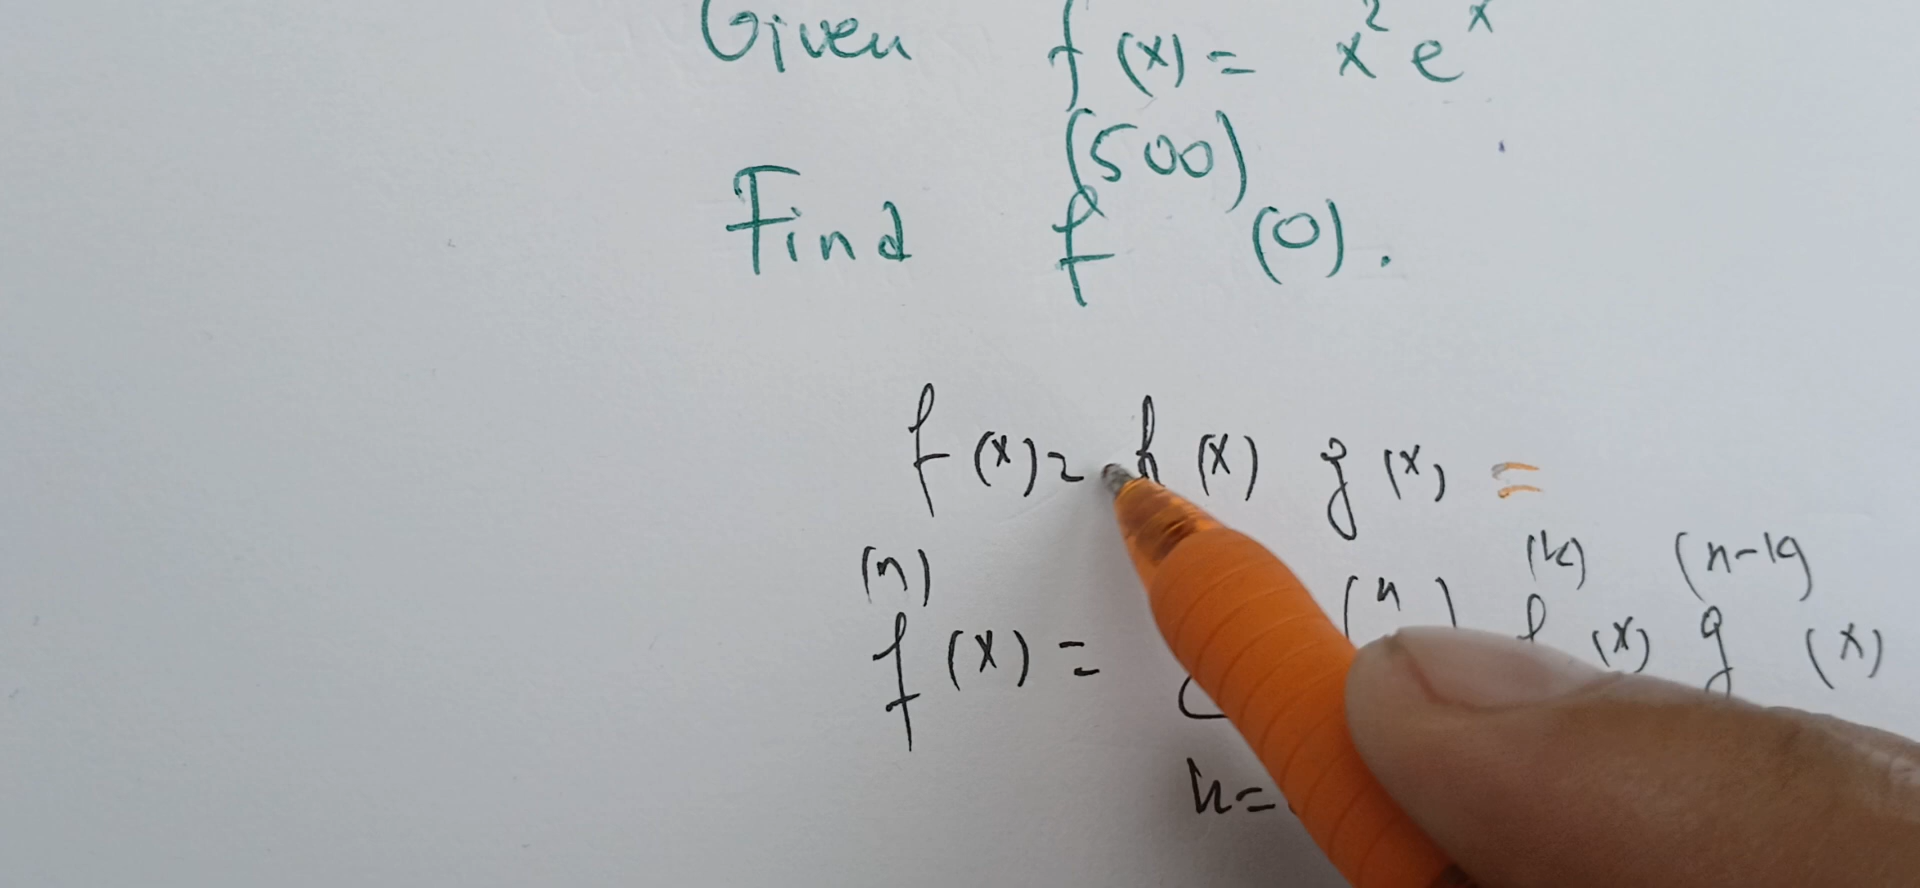 Given f(x) = x² eˣ
Find f⁽⁵⁰⁰⁾(0).
f(x) = h(x) g(x) =
f⁽ⁿ⁾(x) = (n) ⁽ᵏ⁾(x) g⁽ⁿ⁻ᵏ⁾(x)
k=